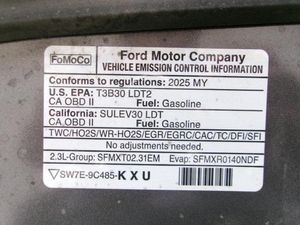 FoMoCo
Ford Motor Company
VEHICLE EMISSION CONTROL INFORMATION
Conforms to regulations: 2025 MY
U.S. EPA: T3B30 LDT2
CA OBD II Fuel: Gasoline
California: SULEV30 LDT
CA OBD II Fuel: Gasoline
TWC/HO2S/WR-HO2S/EGR/EGRC/CAC/TC/DFI/SFI
No adjustments needed.
2.3L-Group: SFMXT02.31EM Evap: SFMXR0140NDF
SW7E-9C485-KXU